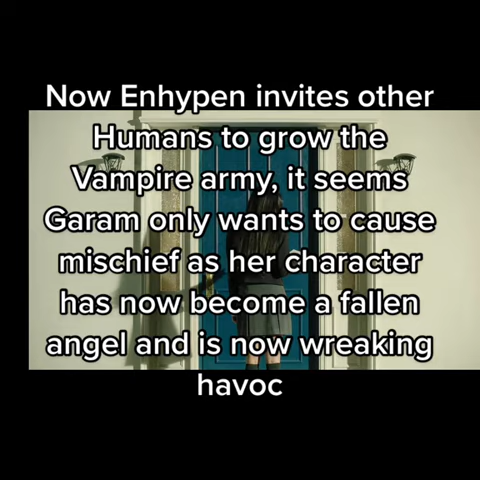 Now Enhypen invites other
Humans to grow the
Vampire army, it seems
Garam only wants to cause
mischief as her character
has now become a fallen
angel and is now wreaking
havoc